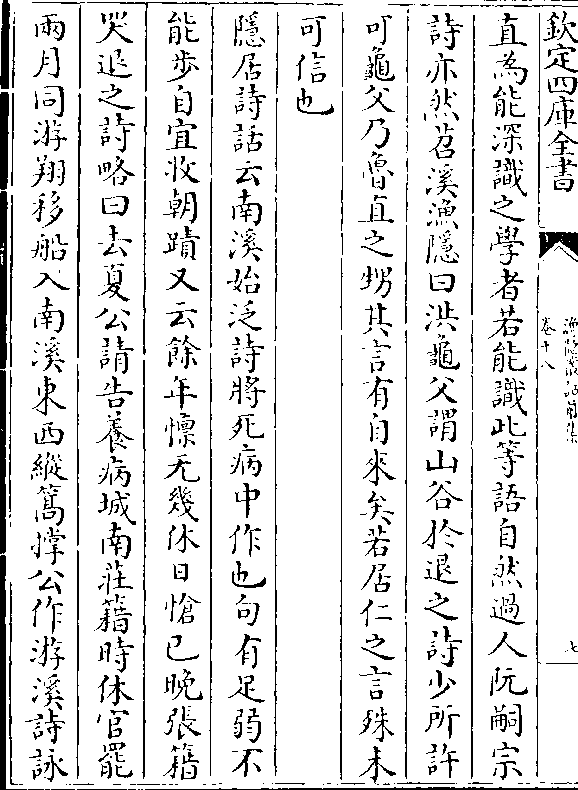 欽定四庫全書
漁隱叢話前集
卷十八
七
直為能深識之學者若能識此等語自然過人阮嗣宗
詩亦然苕溪漁隱曰洪龜父謂山谷於退之詩少所許
可龜父乃魯直之甥其言有自來矣若居仁之言殊未
可信也
隱居詩話云南溪始泛詩將死病中作也句有足弱不
能步自宜收朝蹟又云餘年懔无幾休日愴已晚張籍
哭退之詩略曰去夏公請告養病城南莊籍時休官罷
兩月同游翔移船入南溪東西縱篙撐公作游溪詩詠